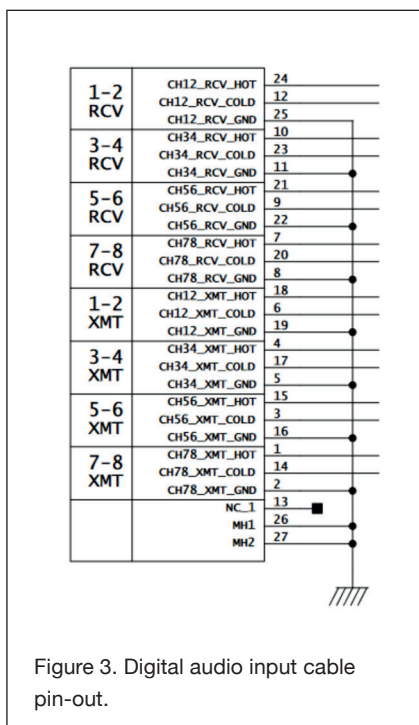 1-2
RCV
CH12_RCV_HOT 24
CH12_RCV_COLD 12
CH12_RCV_GND 25
3-4
RCV
CH34_RCV_HOT 10
CH34_RCV_COLD 23
CH34_RCV_GND 11
5-6
RCV
CH56_RCV_HOT 21
CH56_RCV_COLD 9
CH56_RCV_GND 22
7-8
RCV
CH78_RCV_HOT 7
CH78_RCV_COLD 20
CH78_RCV_GND 8
1-2
XMT
CH12_XMT_HOT 18
CH12_XMT_COLD 6
CH12_XMT_GND 19
3-4
XMT
CH34_XMT_HOT 4
CH34_XMT_COLD 17
CH34_XMT_GND 5
5-6
XMT
CH56_XMT_HOT 15
CH56_XMT_COLD 3
CH56_XMT_GND 16
7-8
XMT
CH78_XMT_HOT 1
CH78_XMT_COLD 14
CH78_XMT_GND 2
NC_1 13
MH1 26
MH2 27
Figure 3. Digital audio input cable
pin-out.